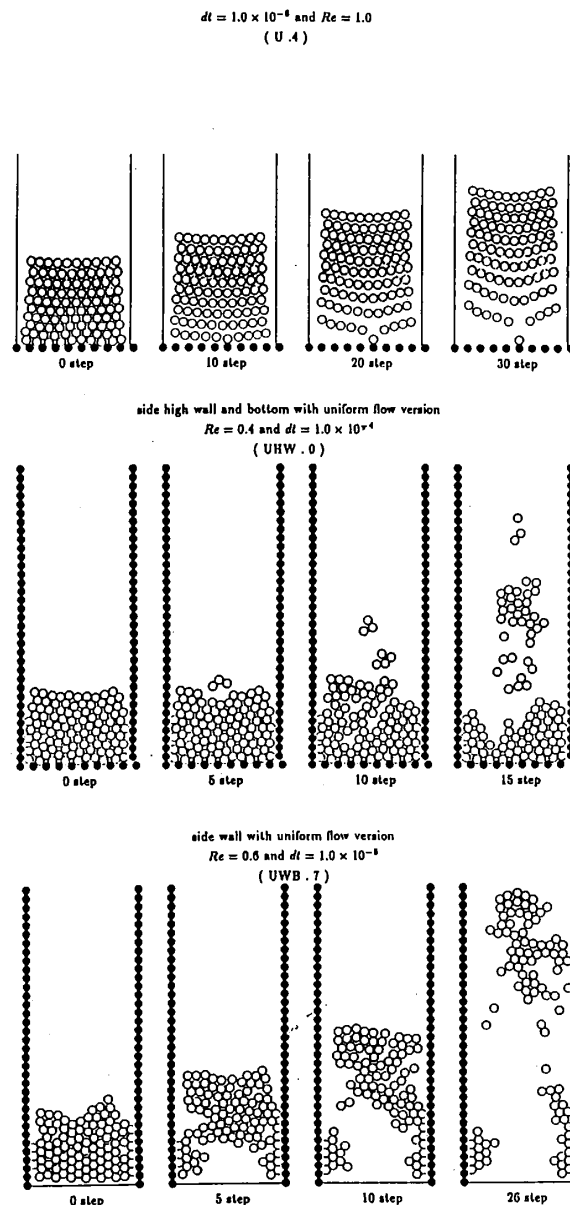 dt = 1.0 × 10⁻⁶ and Re = 1.0
( U .4 )
0 step 10 step 20 step 30 step
side high wall and bottom with uniform flow version
Re = 0.4 and dt = 1.0 × 10⁻⁴
( UHW . 0 )
0 step 5 step 10 step 15 step
side wall with uniform flow version
Re = 0.6 and dt = 1.0 × 10⁻⁵
( UWB . 7 )
0 step 5 step 10 step 26 step